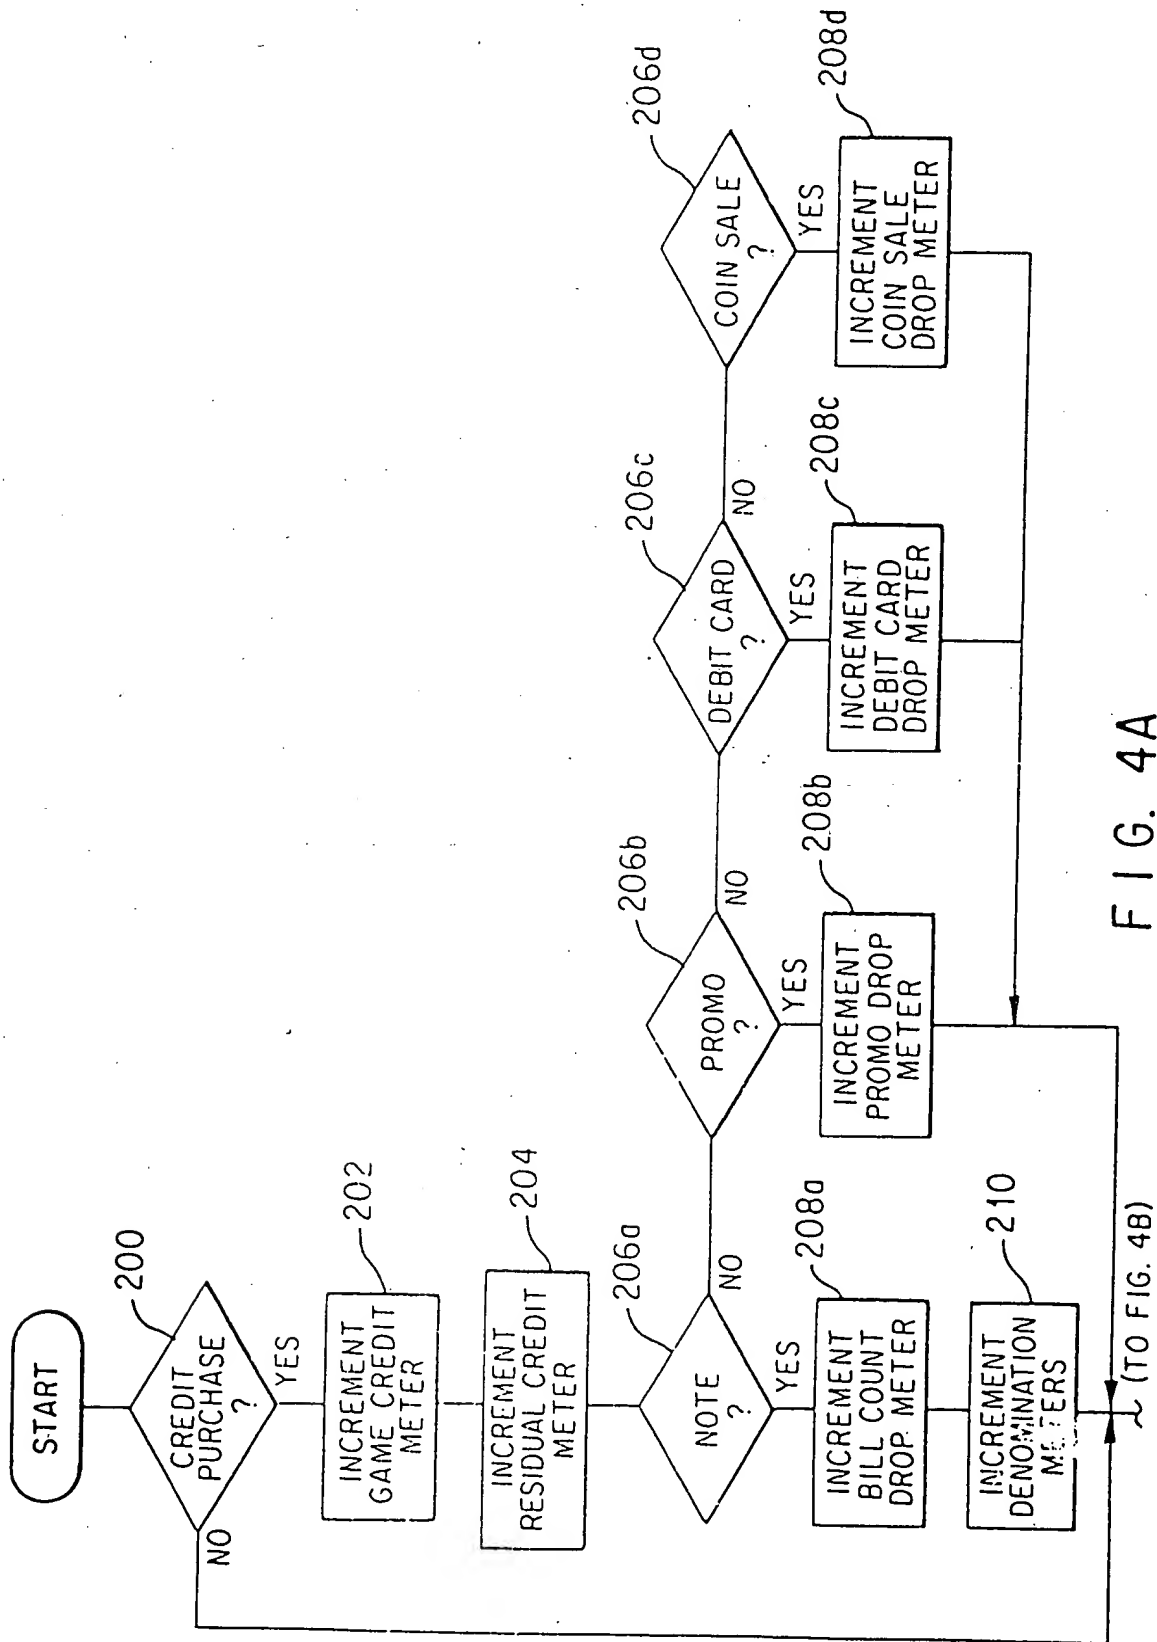 START
200
CREDIT
PURCHASE
?
NO
YES
202
INCREMENT
GAME CREDIT
METER
204
INCREMENT
RESIDUAL CREDIT
METER
206a
NOTE
?
NO
YES
208a
INCREMENT
BILL COUNT
DROP METER
210
INCREMENT
DENOMINATION
METERS
206b
PROMO
?
NO
YES
208b
INCREMENT
PROMO DROP
METER
206c
DEBIT CARD
?
NO
YES
208c
INCREMENT
DEBIT CARD
DROP METER
206d
COIN SALE
?
YES
208d
INCREMENT
COIN SALE
DROP METER
(TO FIG. 4B)
FIG. 4A